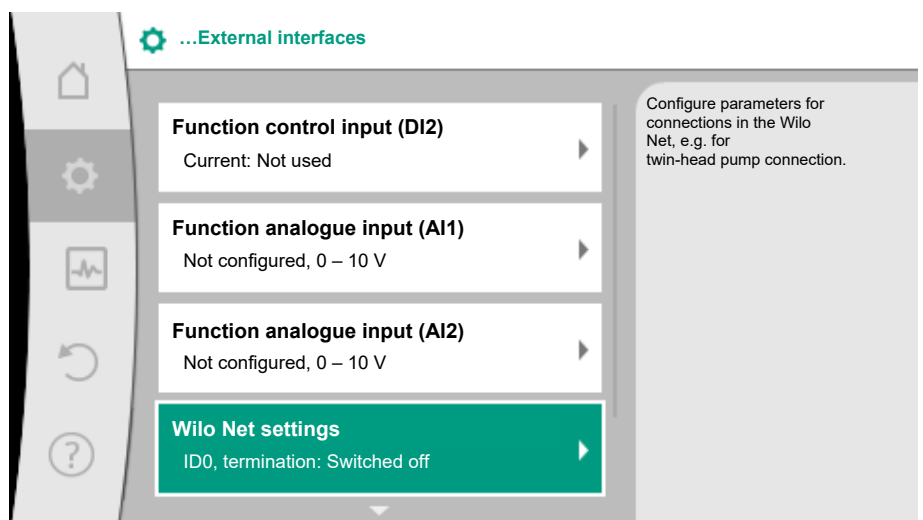 …External interfaces
Function control input (DI2)
Current: Not used
Function analogue input (AI1)
Not configured, 0 – 10 V
Function analogue input (AI2)
Not configured, 0 – 10 V
Wilo Net settings
ID0, termination: Switched off
Configure parameters for
connections in the Wilo
Net, e.g. for
twin-head pump connection.